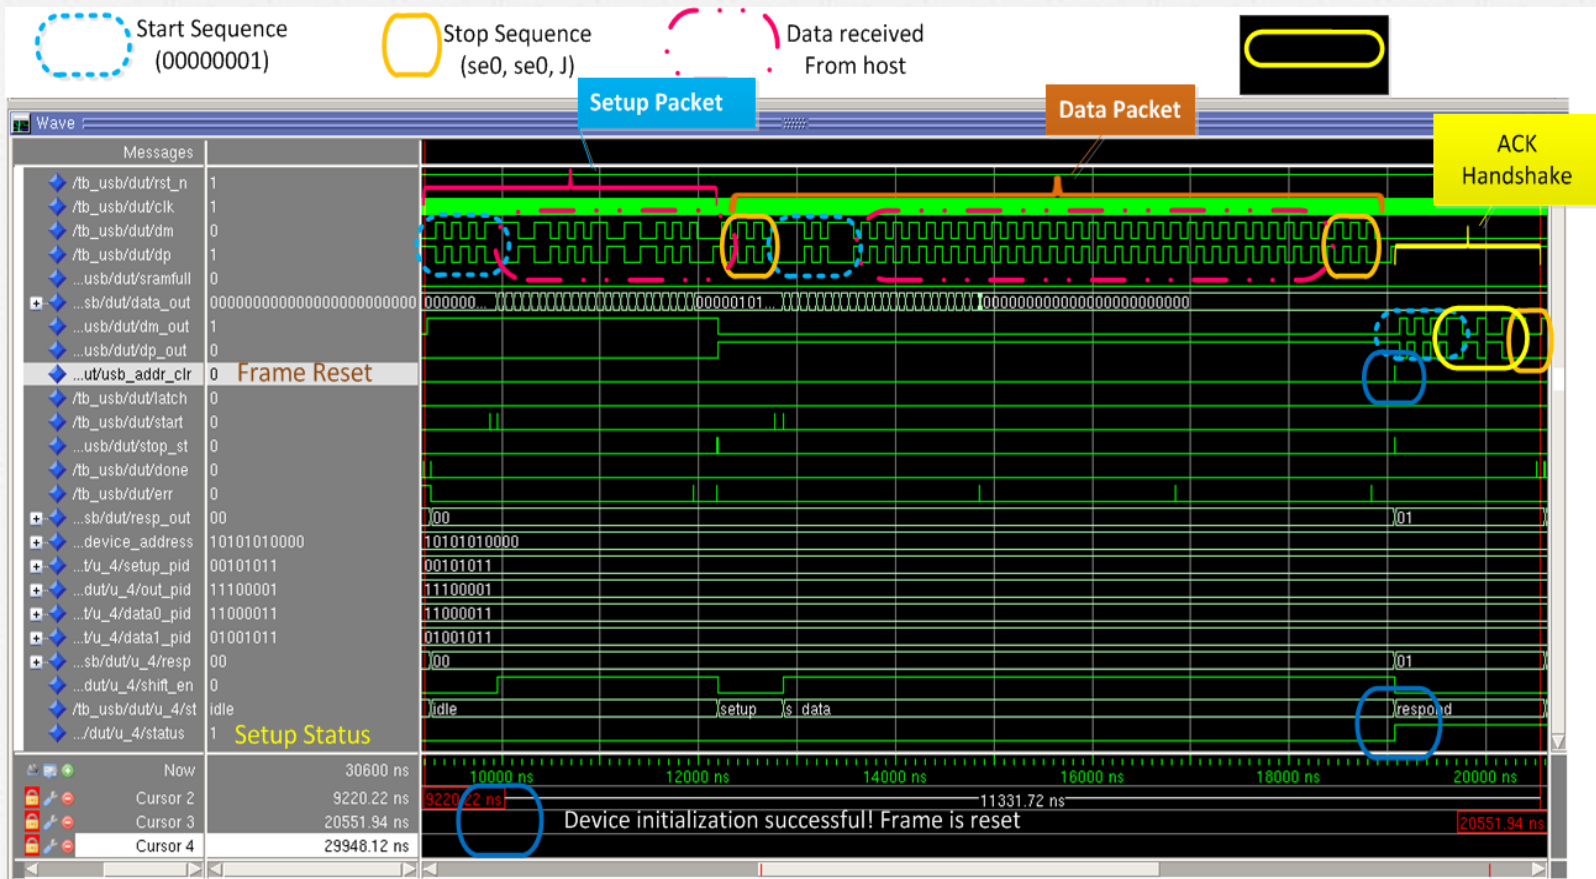 Start Sequence
(00000001)
Stop Sequence
(se0, se0, J)
Data received
From host
Setup Packet
Data Packet
ACK
Handshake
Wave
Messages
/tb_usb/dut/rst_n 1
/tb_usb/dut/clk 1
/tb_usb/dut/dm 0
/tb_usb/dut/dp 1
...usb/dut/sramfull 0
...sb/dut/data_out 00000000000000000000000000 000000... 00000101... 00000000000000000000000000
...usb/dut/dm_out 1
...usb/dut/dp_out 0
...ut/usb_addr_clr 0 Frame Reset
/tb_usb/dut/latch 0
/tb_usb/dut/start 0
...usb/dut/stop_st 0
/tb_usb/dut/done 0
/tb_usb/dut/err 0
...sb/dut/resp_out 00 00 01
...device_address 10101010000 10101010000
...t/u_4/setup_pid 00101011 00101011
...dut/u_4/out_pid 11100001 11100001
...t/u_4/data0_pid 11000011 11000011
...t/u_4/data1_pid 01001011 01001011
...sb/dut/u_4/resp 00 00 01
...dut/u_4/shift_en 0
/tb_usb/dut/u_4/st idle idle setup s_data respond
.../dut/u_4/status 1 Setup Status
Now 30600 ns 10000 ns 12000 ns 14000 ns 16000 ns 18000 ns 20000 ns
Cursor 2 9220.22 ns 9220.22 ns 11331.72 ns
Cursor 3 20551.94 ns Device initialization successful! Frame is reset 20551.94 ns
Cursor 4 29948.12 ns